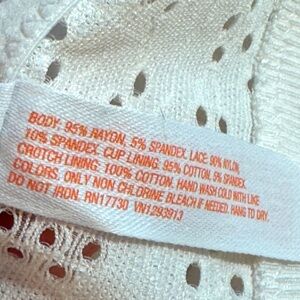 BODY: 95% RAYON, 5% SPANDEX. LACE: 90% NYLON,
10% SPANDEX. CUP LINING: 95% COTTON, 5% SPANDEX.
CROTCH LINING: 100% COTTON. HAND WASH COLD WITH LIKE
COLORS. ONLY NON CHLORINE BLEACH IF NEEDED. HANG TO DRY.
DO NOT IRON. RN17730 VN1293913